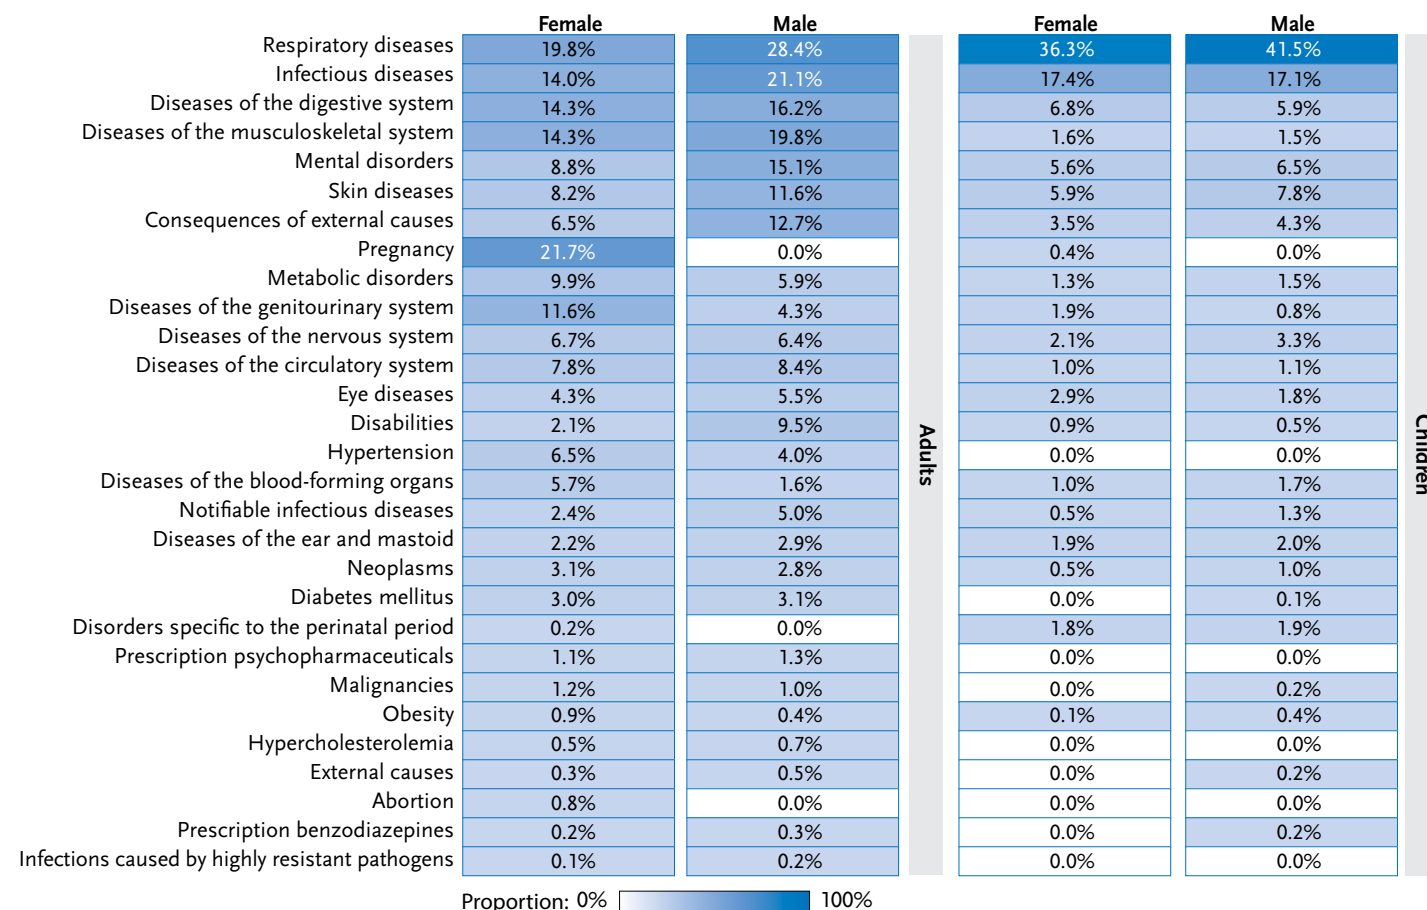 Female Male Female Male
Respiratory diseases 19.8% 28.4% 36.3% 41.5%
Infectious diseases 14.0% 21.1% 17.4% 17.1%
Diseases of the digestive system 14.3% 16.2% 6.8% 5.9%
Diseases of the musculoskeletal system 14.3% 19.8% 1.6% 1.5%
Mental disorders 8.8% 15.1% 5.6% 6.5%
Skin diseases 8.2% 11.6% 5.9% 7.8%
Consequences of external causes 6.5% 12.7% 3.5% 4.3%
Pregnancy 21.7% 0.0% 0.4% 0.0%
Metabolic disorders 9.9% 5.9% 1.3% 1.5%
Diseases of the genitourinary system 11.6% 4.3% 1.9% 0.8%
Diseases of the nervous system 6.7% 6.4% 2.1% 3.3%
Diseases of the circulatory system 7.8% 8.4% 1.0% 1.1%
Eye diseases 4.3% 5.5% 2.9% 1.8%
Disabilities 2.1% 9.5% 0.9% 0.5%
Hypertension 6.5% 4.0% 0.0% 0.0%
Diseases of the blood-forming organs 5.7% 1.6% 1.0% 1.7%
Notifiable infectious diseases 2.4% 5.0% 0.5% 1.3%
Diseases of the ear and mastoid 2.2% 2.9% 1.9% 2.0%
Neoplasms 3.1% 2.8% 0.5% 1.0%
Diabetes mellitus 3.0% 3.1% 0.0% 0.1%
Disorders specific to the perinatal period 0.2% 0.0% 1.8% 1.9%
Prescription psychopharmaceuticals 1.1% 1.3% 0.0% 0.0%
Malignancies 1.2% 1.0% 0.0% 0.2%
Obesity 0.9% 0.4% 0.1% 0.4%
Hypercholesterolemia 0.5% 0.7% 0.0% 0.0%
External causes 0.3% 0.5% 0.0% 0.2%
Abortion 0.8% 0.0% 0.0% 0.0%
Prescription benzodiazepines 0.2% 0.3% 0.0% 0.2%
Infections caused by highly resistant pathogens 0.1% 0.2% 0.0% 0.0%
Adults
Children
Proportion: 0% 100%